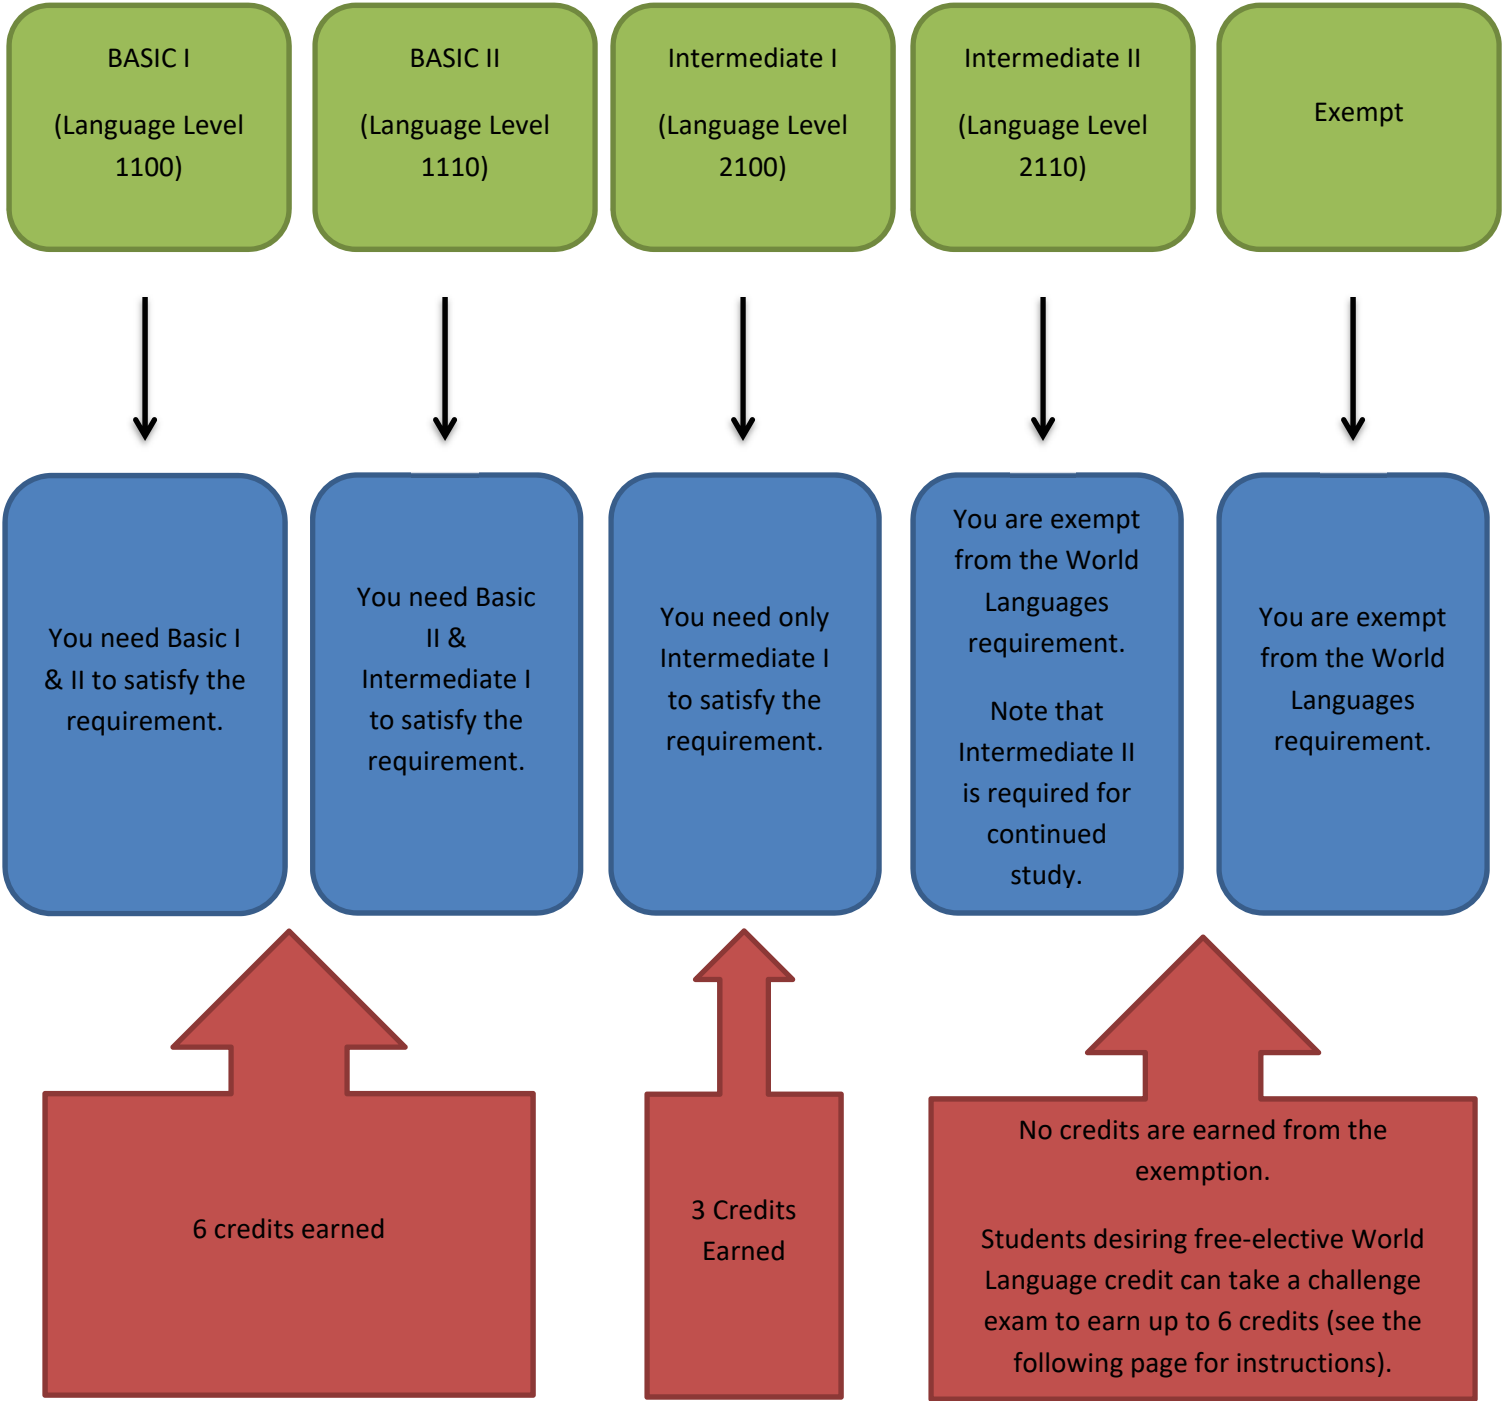 BASIC I
(Language Level
1100)
BASIC II
(Language Level
1110)
Intermediate I
(Language Level
2100)
Intermediate II
(Language Level
2110)
Exempt
You need Basic I
& II to satisfy the
requirement.
You need Basic
II &
Intermediate I
to satisfy the
requirement.
You need only
Intermediate I
to satisfy the
requirement.
You are exempt
from the World
Languages
requirement.
Note that
Intermediate II
is required for
continued
study.
You are exempt
from the World
Languages
requirement.
6 credits earned
3 Credits
Earned
No credits are earned from the
exemption.
Students desiring free-elective World
Language credit can take a challenge
exam to earn up to 6 credits (see the
following page for instructions).